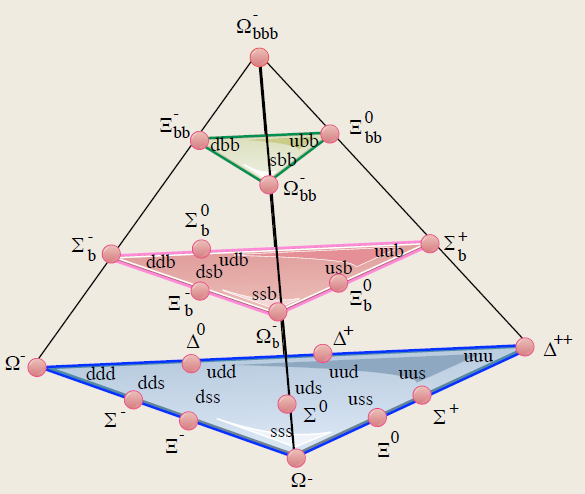 Ω⁻bbb
Ξ⁻bb
Ξ⁰bb
dbb
ubb
sbb
Ω⁻bb
Σ⁻b
Σ⁰b
Σ⁺b
ddb
udb
uub
dsb
usb
Ξ⁻b
ssb
Ξ⁰b
Ω⁻b
Δ⁰
Δ⁺
Δ⁺⁺
Ω⁻
ddd
udd
uud
uuu
dds
uds
uus
dss
uss
Σ⁻
Σ⁰
Σ⁺
sss
Ξ⁻
Ξ⁰
Ω-